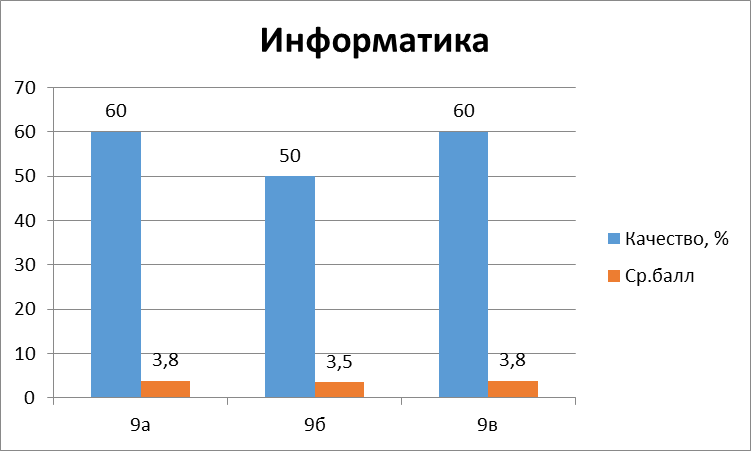 Информатика
70
60
50
40
30
20
10
0
60
50
60
3,8
3,5
3,8
9а
9б
9в
Качество, %
Ср.балл